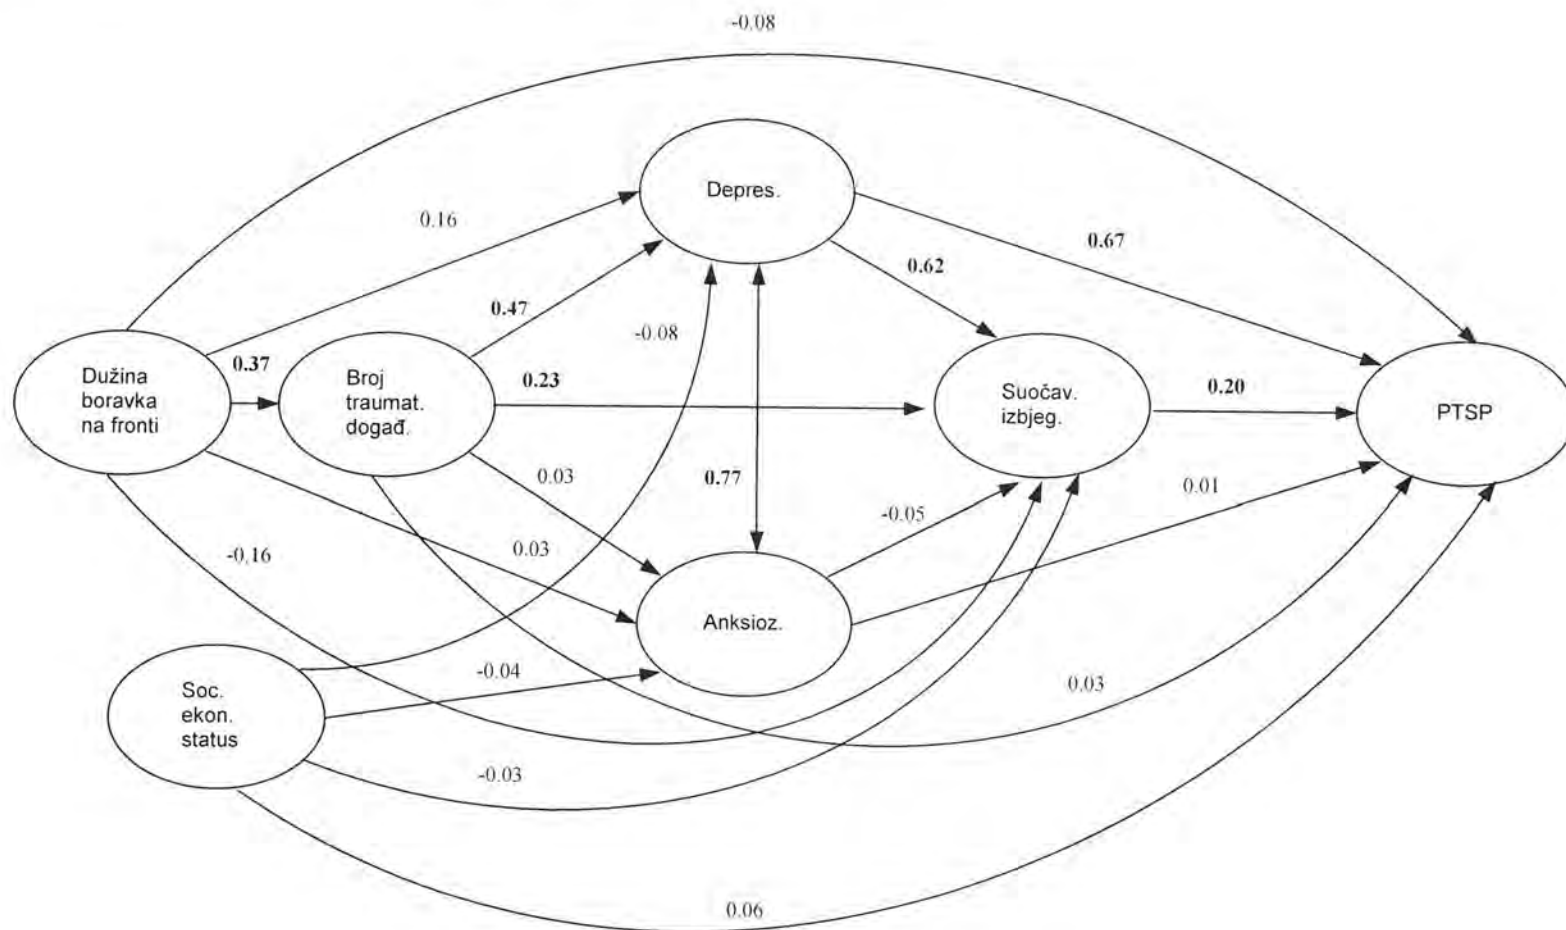 -0.08
Depres.
0.16
0.67
0.62
0.47
-0.08
0.37
0.23
0.20
Dužina
boravka
na fronti
Broj
traumat.
događ.
Suočav.
izbjeg.
PTSP
0.03
0.77
0.01
-0.05
-0.16
0.03
Anksioz.
-0.04
0.03
Soc.
ekon.
status
-0.03
0.06